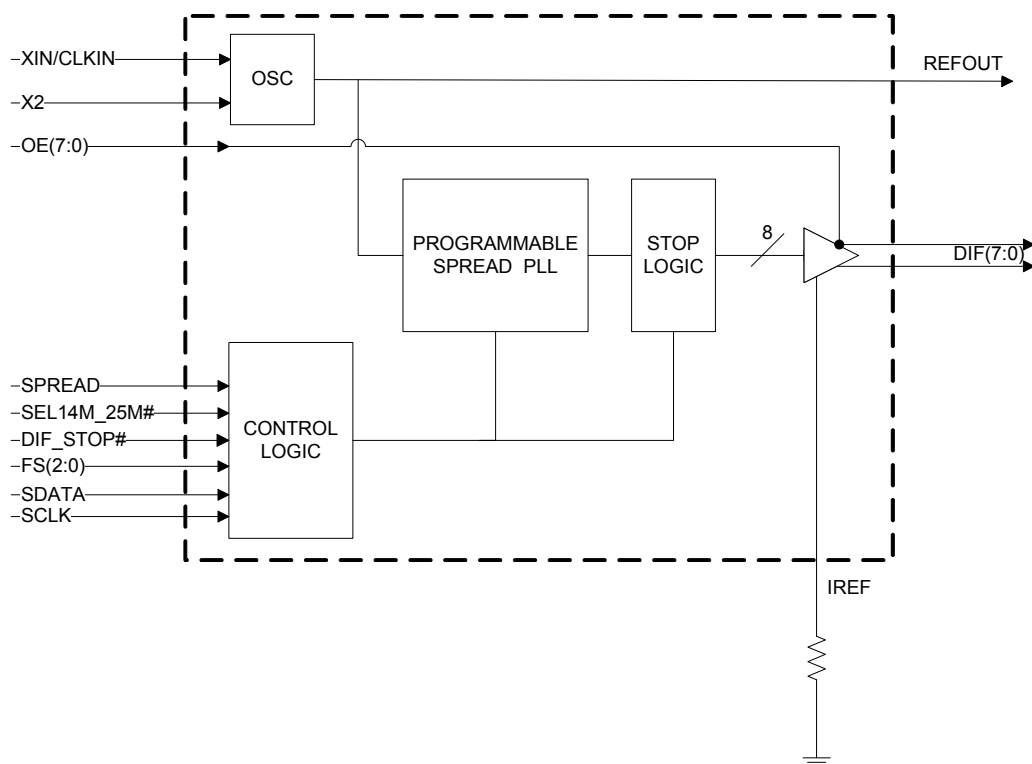 XIN/CLKIN
OSC
REFOUT
X2
OE(7:0)
PROGRAMMABLE
SPREAD PLL
STOP
LOGIC
8
DIF(7:0)
SPREAD
SEL14M_25M#
DIF_STOP#
FS(2:0)
SDATA
SCLK
CONTROL
LOGIC
IREF